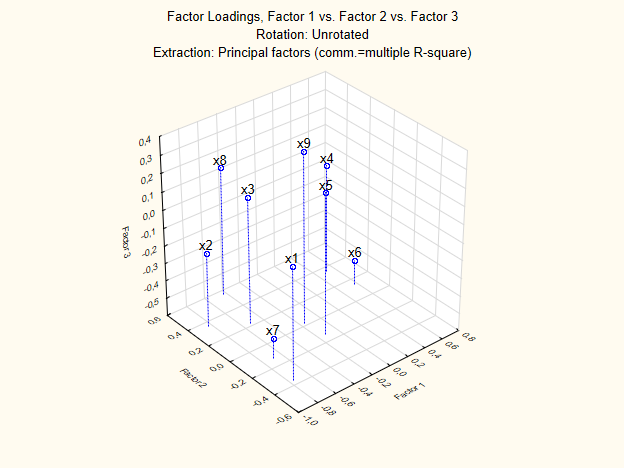 Factor Loadings, Factor 1 vs. Factor 2 vs. Factor 3
Rotation: Unrotated
Extraction: Principal factors (comm.=multiple R-square)
x9
x8
x4
x5
x3
x2
x1
x6
x7
0,4
0,3
0,2
0,1
0,0
-0,1
-0,2
-0,3
-0,4
-0,5
Factor 3
0,6
0,4
0,2
0,0
-0,2
-0,4
-0,6
Factor 2
-1,0
-0,8
-0,6
-0,4
-0,2
0,0
0,2
0,4
0,6
0,8
Factor 1